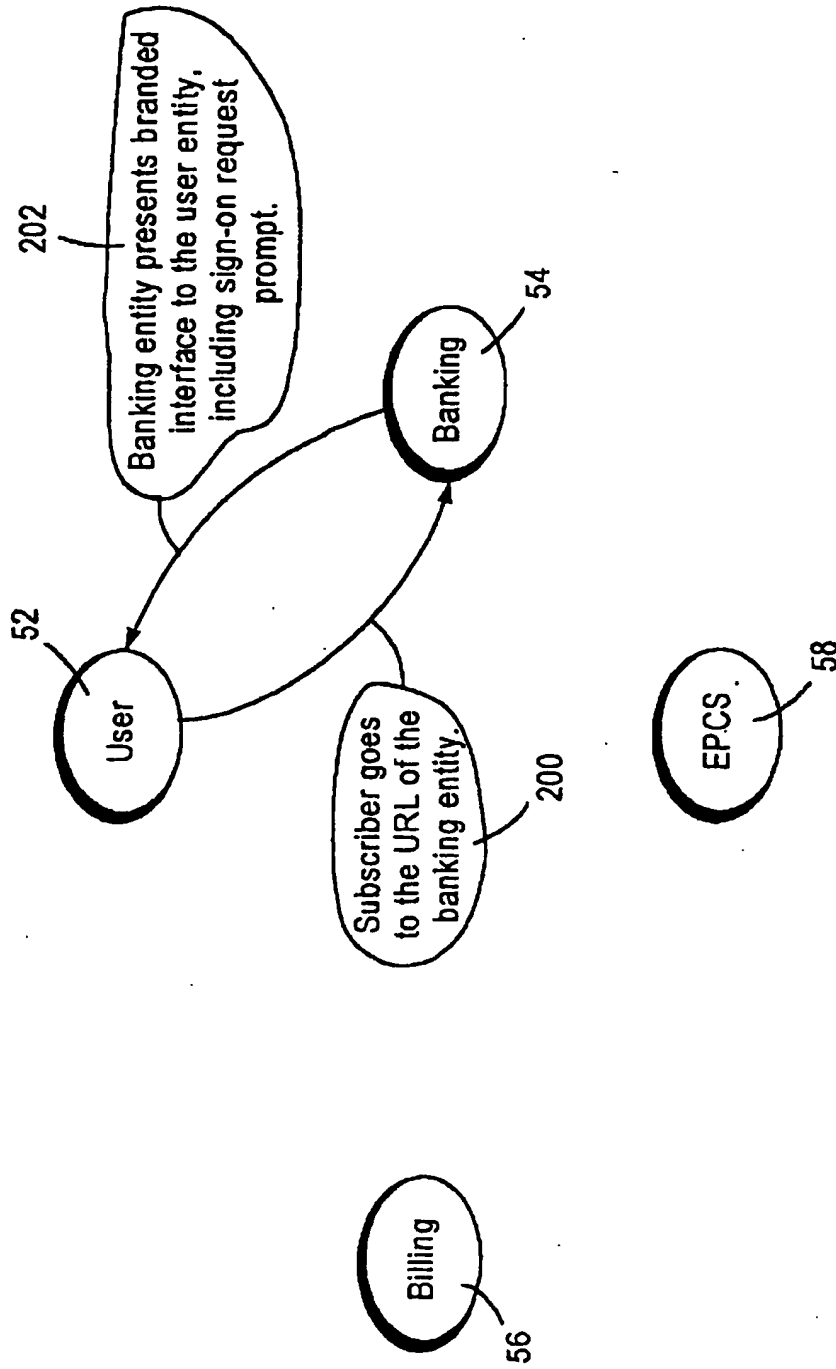 202
Banking entity presents branded
interface to the user entity,
including sign-on request
prompt.
52
User
Banking
54
Subscriber goes
to the URL of the
banking entity.
200
Billing
56
EPCS
58